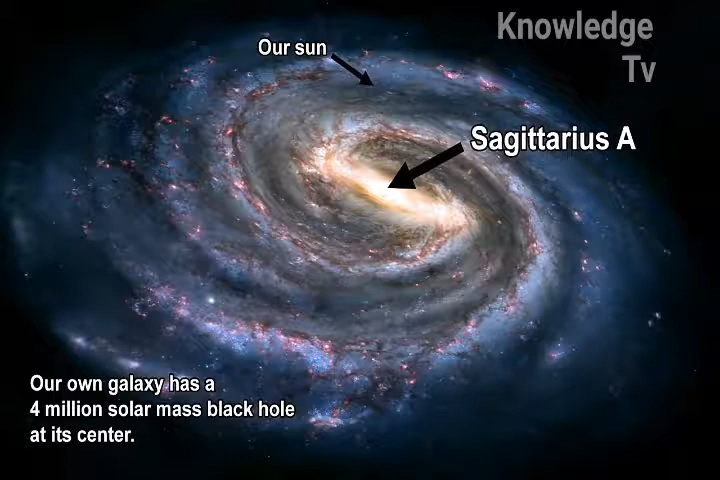 Knowledge
Tv
Our sun
Sagittarius A
Our own galaxy has a
4 million solar mass black hole
at its center.